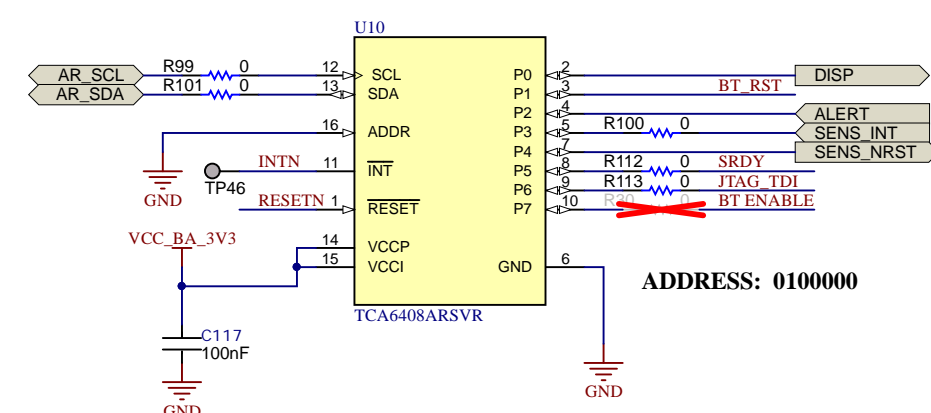 U10
AR_SCL R99 0 12 SCL P0 2 DISP
AR_SDA R101 0 13 SDA P1 3 BT_RST
P2 4 ALERT
16 ADDR P3 5 R100 0 SENS_INT
P4 7 SENS_NRST
TP46 INTN 11 INT P5 8 R112 0 SRDY
GND P6 9 R113 0 JTAG_TDI
RESETN 1 RESET P7 10 R20 0 BT ENABLE
VCC_BA_3V3 14 VCCP
15 VCCI GND 6
ADDRESS: 0100000
TCA6408ARSVR
C117
100nF
GND
GND